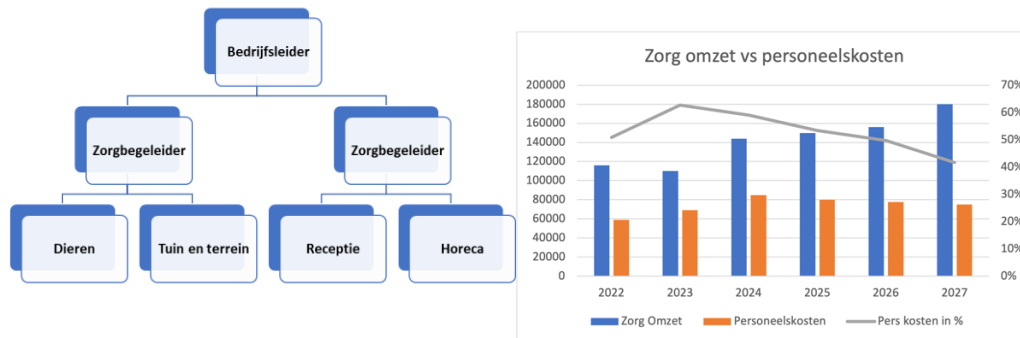 Bedrijfsleider
Zorgbegeleider
Zorgbegeleider
Dieren
Tuin en terrein
Receptie
Horeca
Zorg omzet vs personeelskosten
200000
180000
160000
140000
120000
100000
80000
60000
40000
20000
0
70%
60%
50%
40%
30%
20%
10%
0%
2022 2023 2024 2025 2026 2027
Zorg Omzet Personeelskosten Pers kosten in %